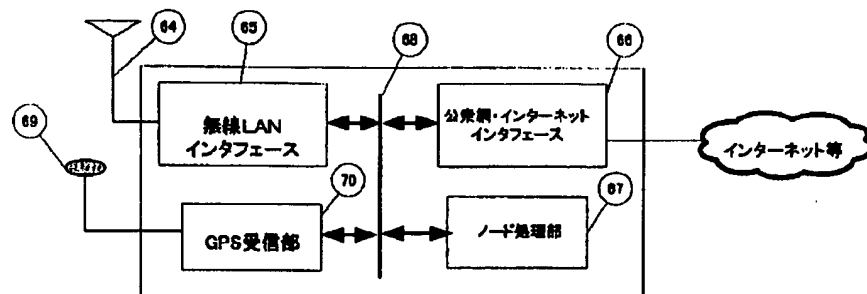 64
65
68
66
無線LAN
インタフェース
公衆網・インターネット
インタフェース
インターネット等
69
70
67
GPS受信部
ノード処理部